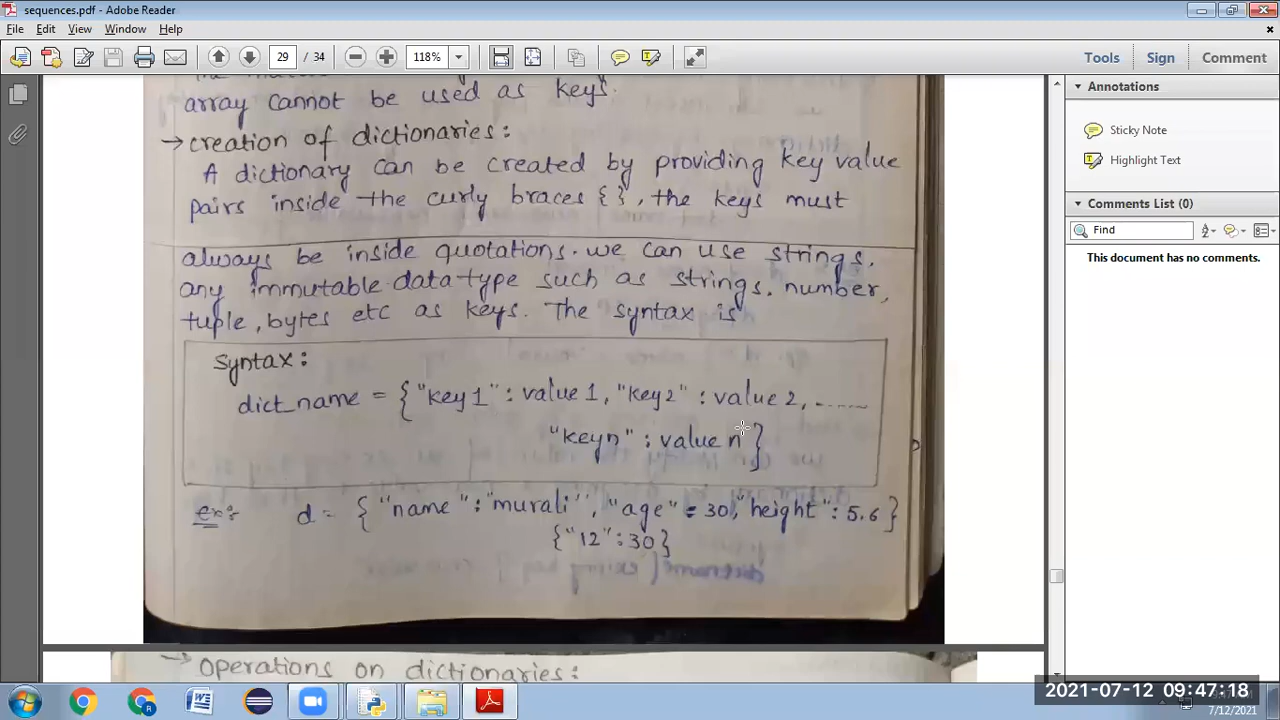 sequences.pdf - Adobe Reader
File Edit View Window Help
29 / 34 118% Tools Sign Comment
array cannot be used as keys.
→ creation of dictionaries:
A dictionary can be created by providing key value
pairs inside the curly braces { }, the keys must
always be inside quotations. we can use strings,
any immutable datatype such as strings, number,
tuple, bytes etc as keys. The syntax is
Syntax:
dict_name = { "key1" : value 1, "key2" : value 2, ......
"keyn" : value n }
ex: d = { "name" : "murali", "age" : 30, "height" : 5.6 }
{"12" : 30}
→ operations on dictionaries:
Annotations
Sticky Note
Highlight Text
Comments List (0)
Find
This document has no comments.
2021-07-12 09:47:18
7/12/2021